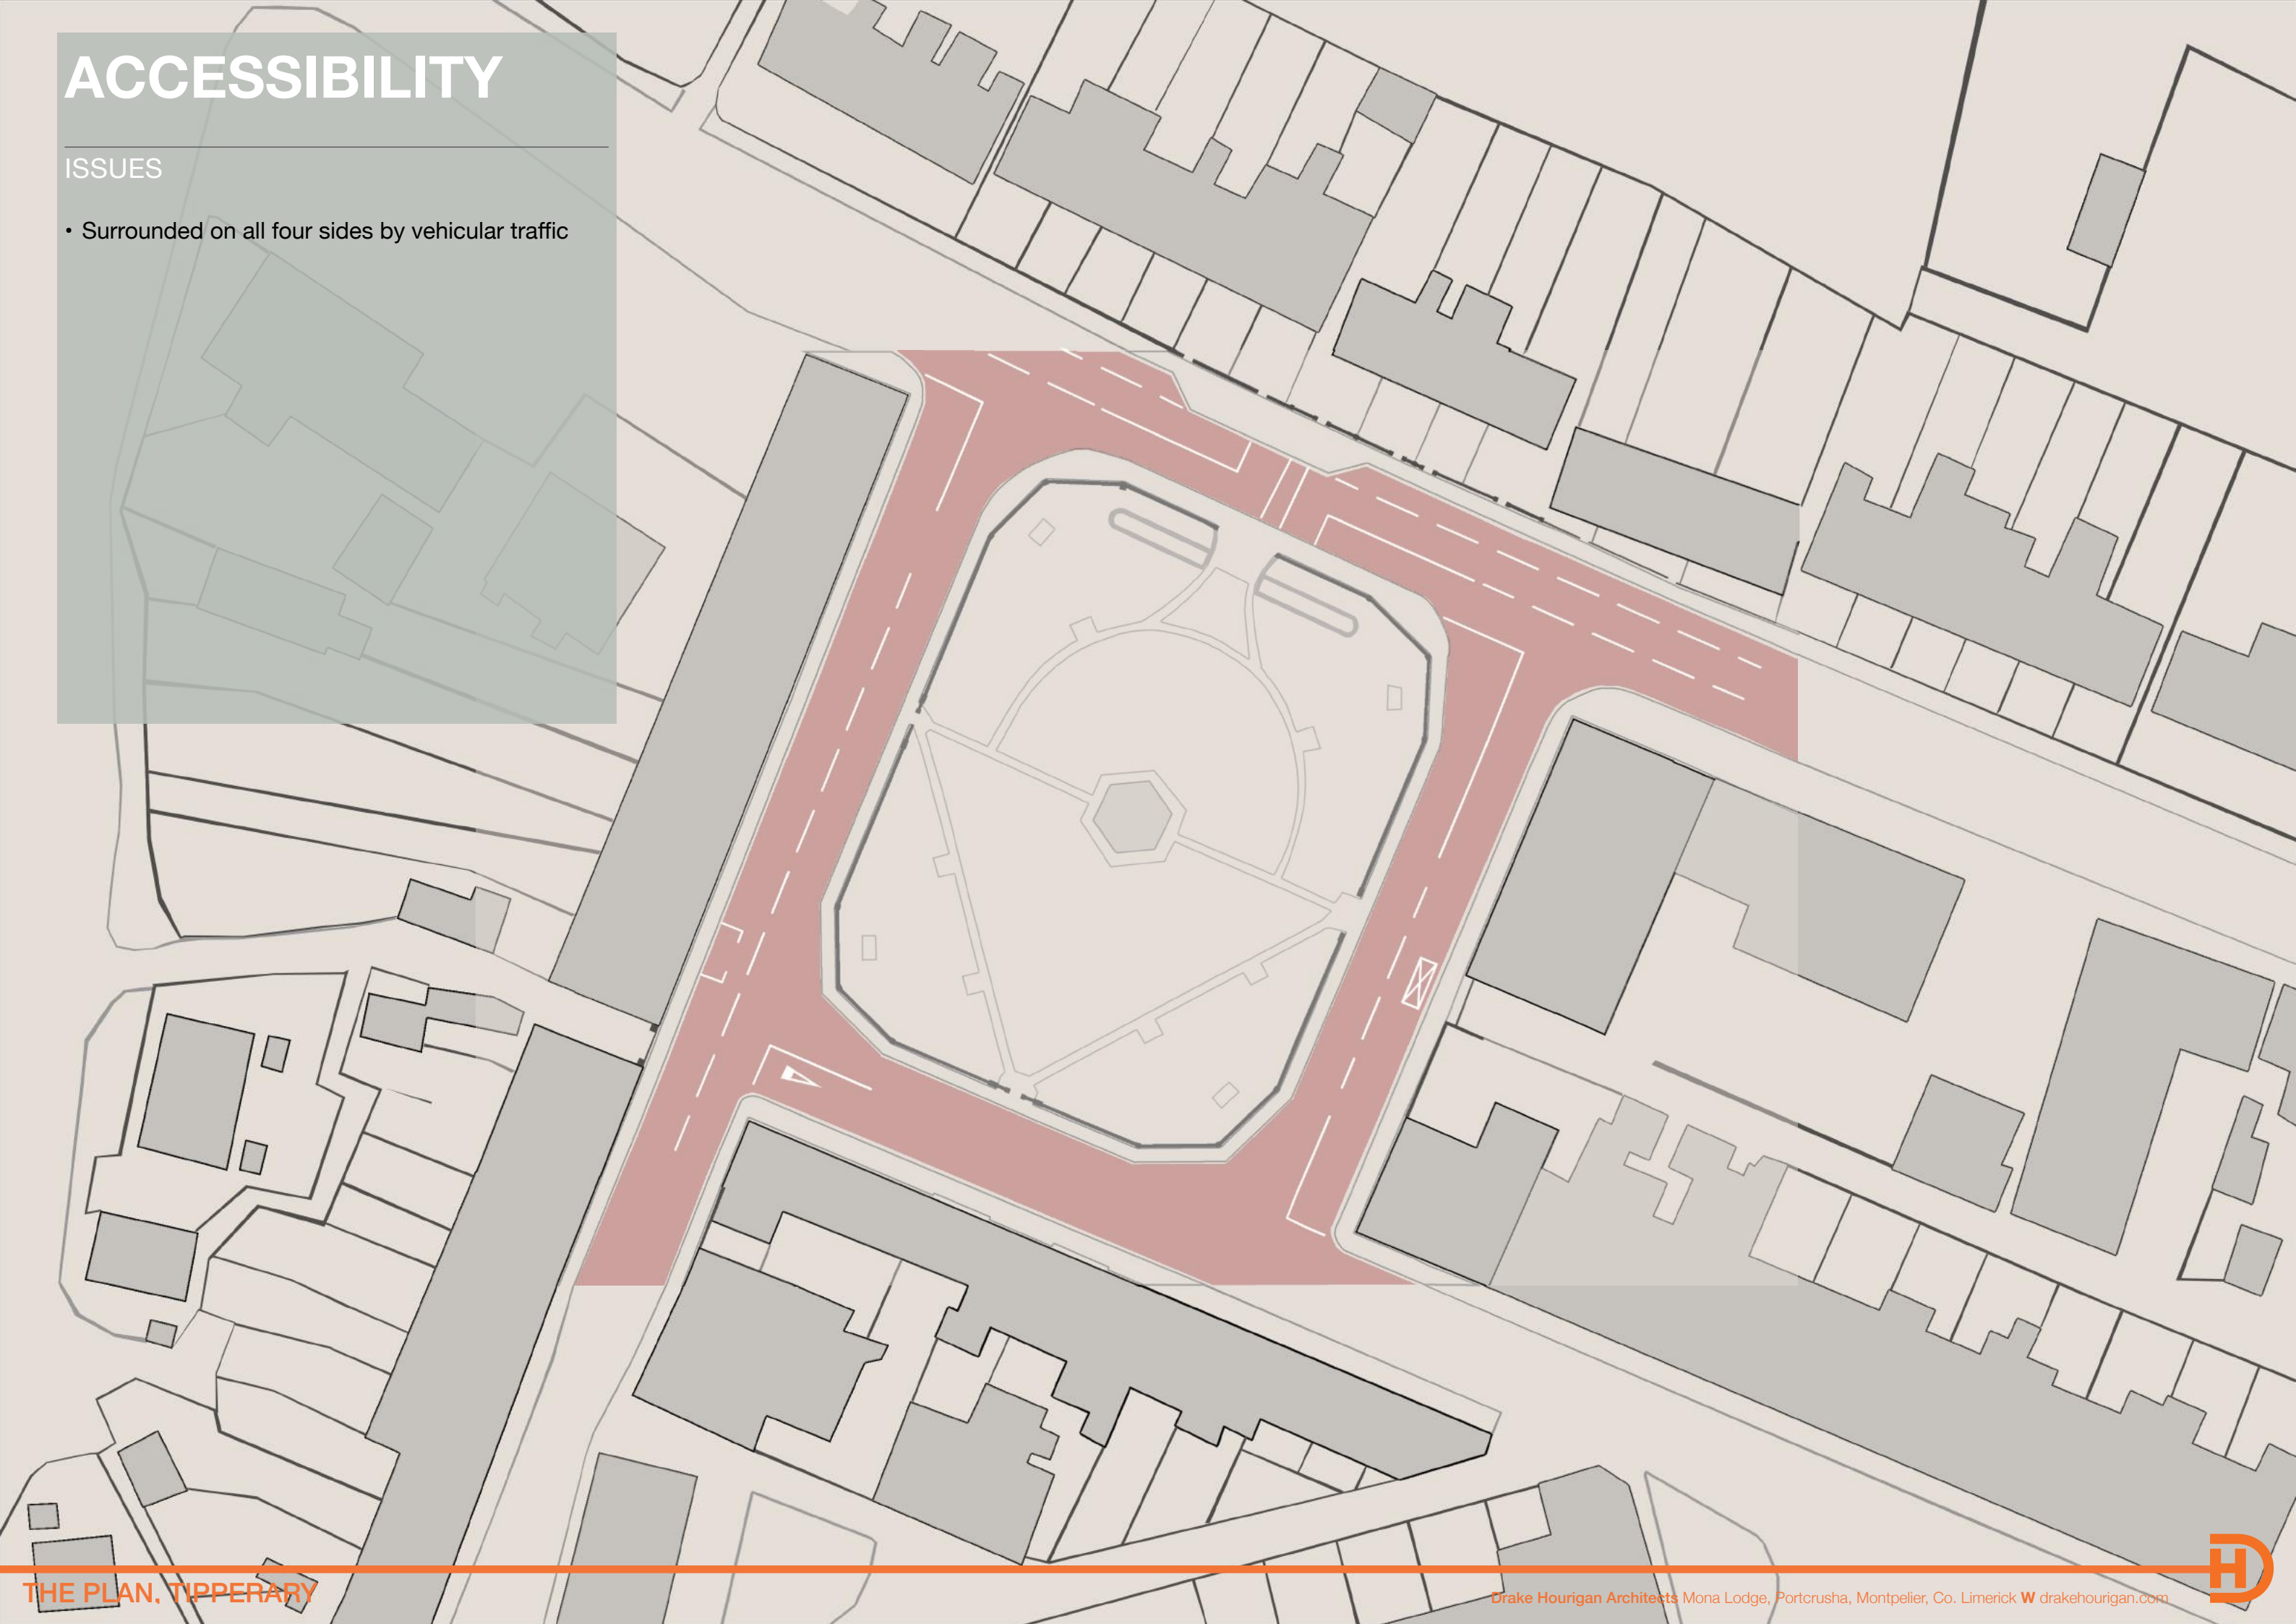 ACCESSIBILITY
ISSUES
• Surrounded on all four sides by vehicular traffic
THE PLAN, TIPPERARY
Drake Hourigan Architects Mona Lodge, Portcrusha, Montpelier, Co. Limerick W drakehourigan.com
DH